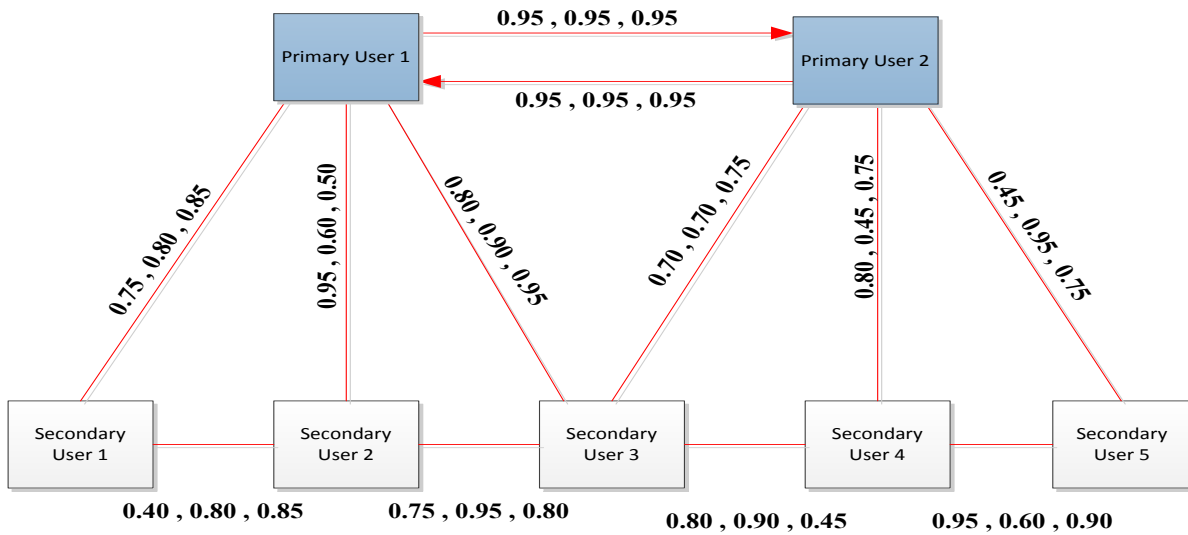 0.95 , 0.95 , 0.95
Primary User 1
Primary User 2
0.95 , 0.95 , 0.95
0.75 , 0.80 , 0.85
0.95 , 0.60 , 0.50
0.80 , 0.90 , 0.95
0.70 , 0.70 , 0.75
0.80 , 0.45 , 0.75
0.45 , 0.95 , 0.75
Secondary
User 1
Secondary
User 2
Secondary
User 3
Secondary
User 4
Secondary
User 5
0.40 , 0.80 , 0.85
0.75 , 0.95 , 0.80
0.80 , 0.90 , 0.45
0.95 , 0.60 , 0.90